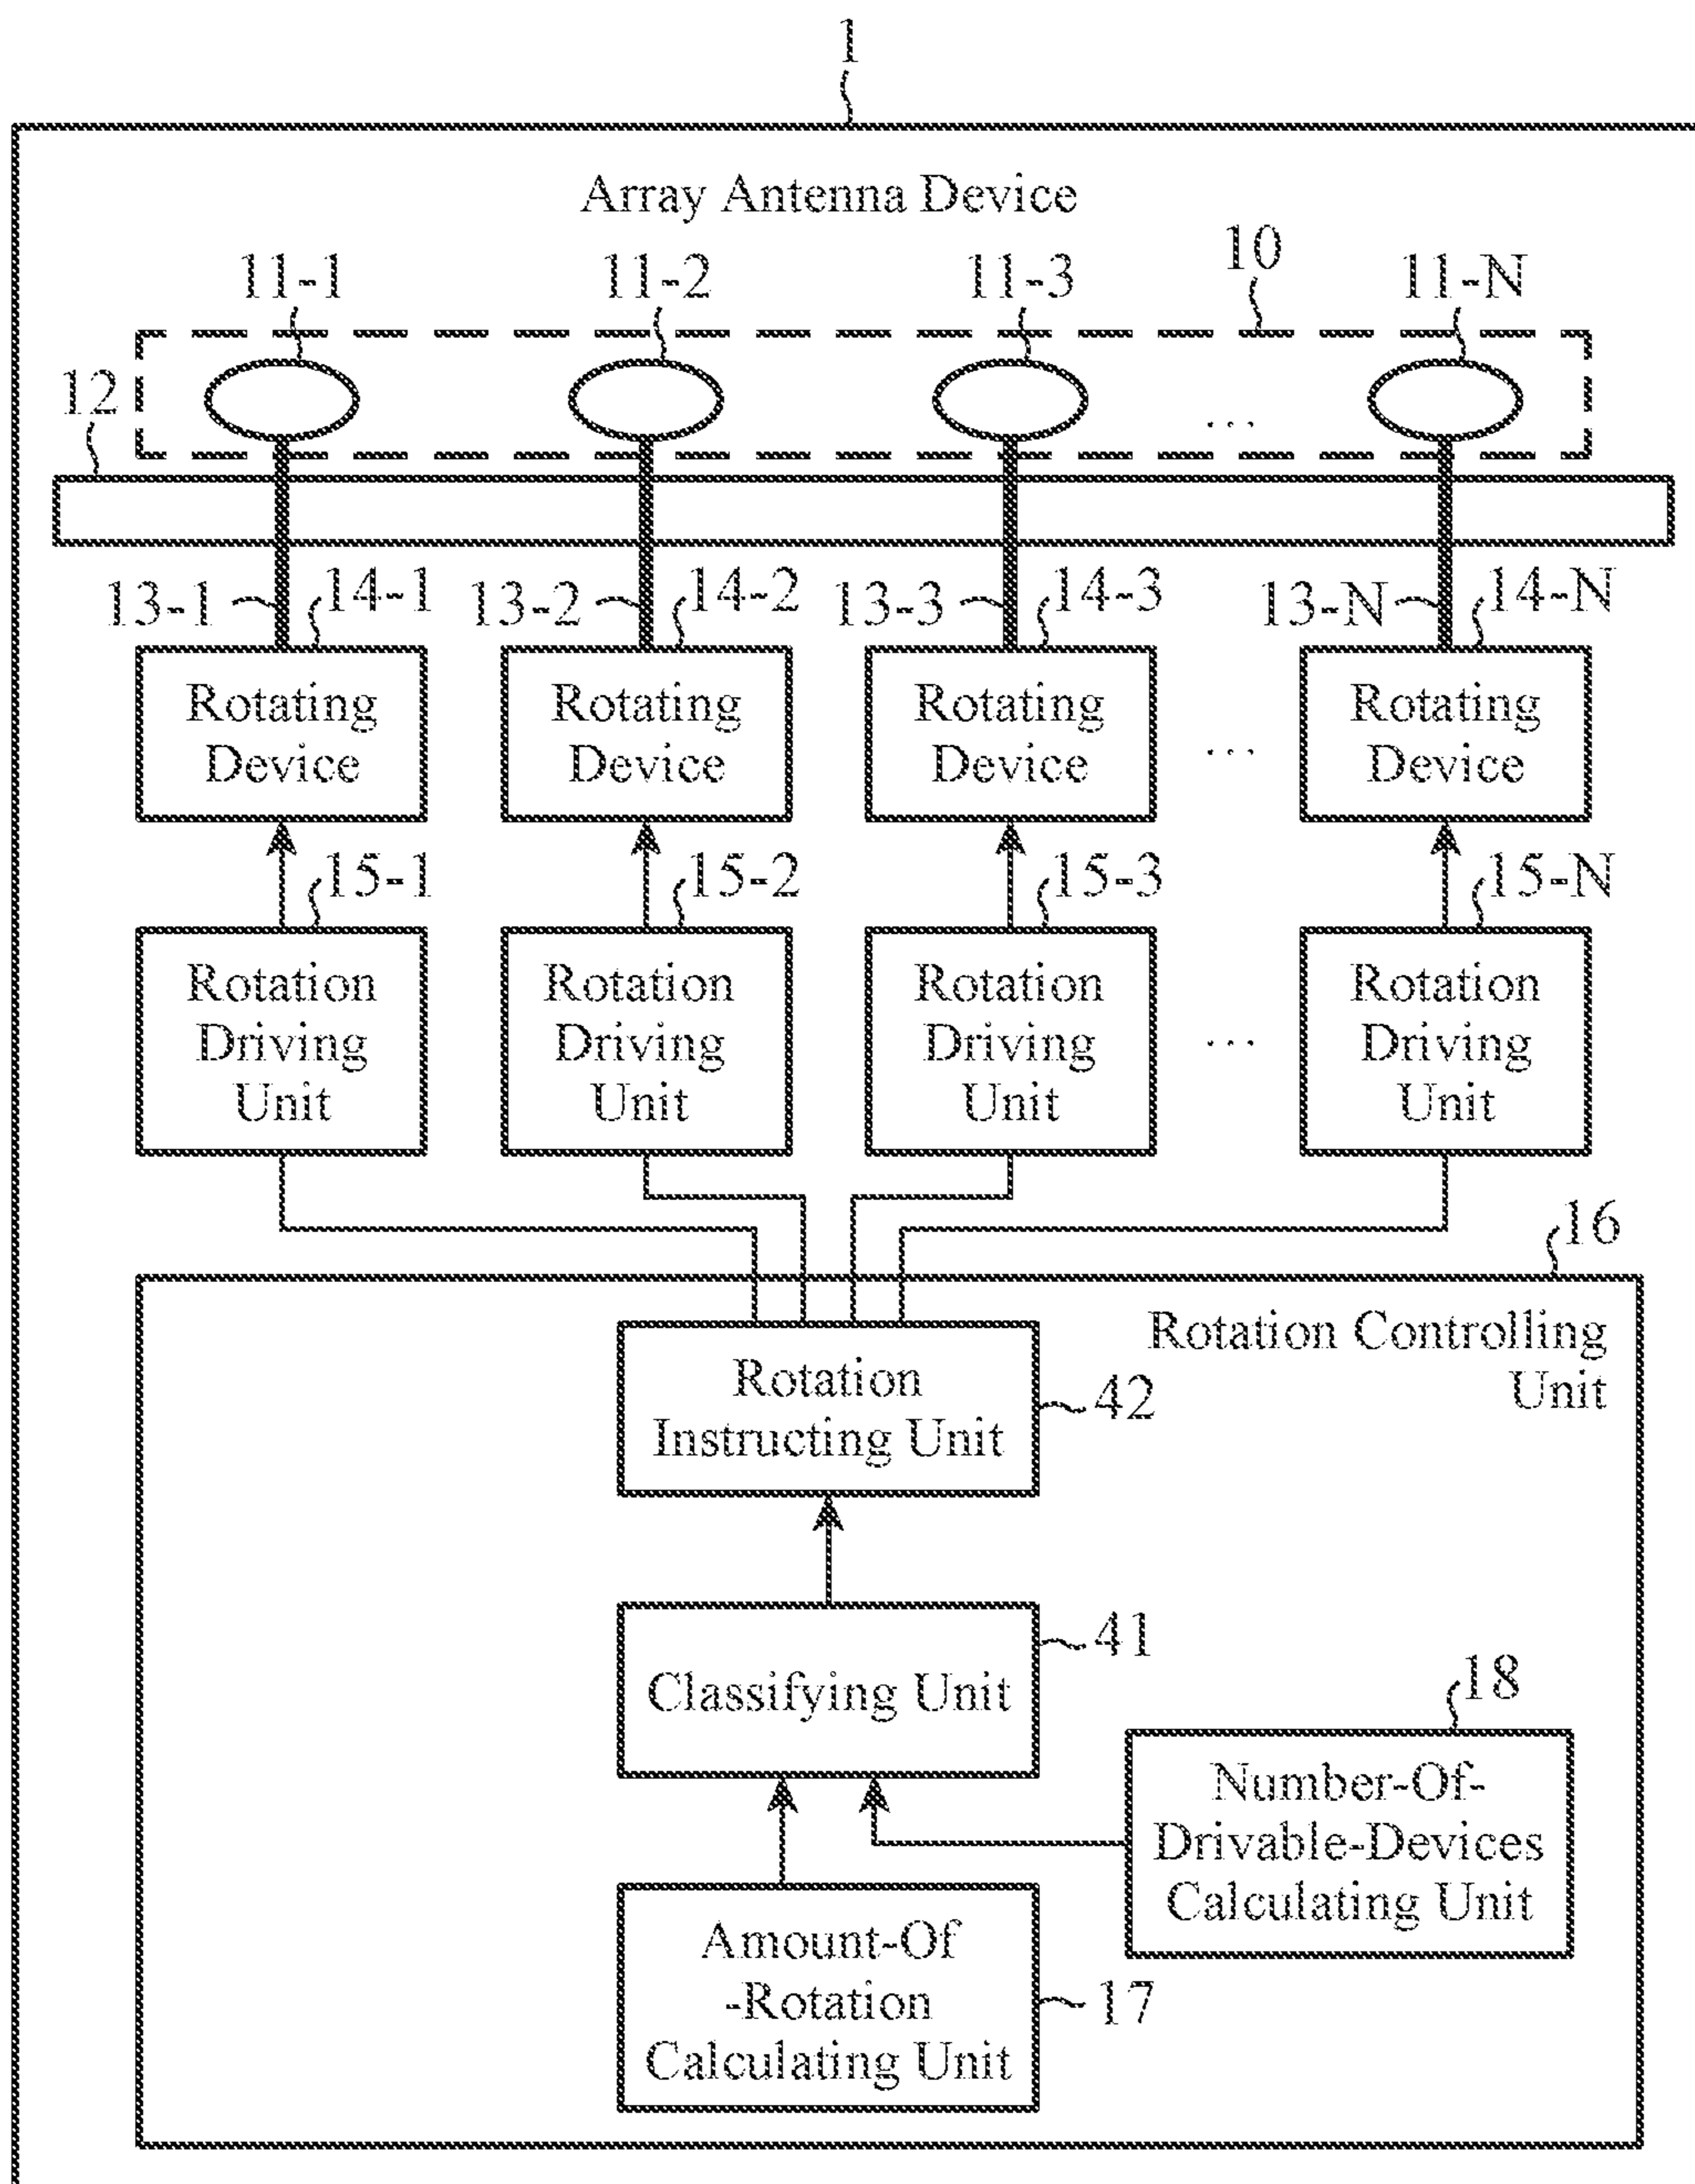 1
Array Antenna Device
11-1 11-2 11-3 10 11-N
12
...
13-1 14-1 13-2 14-2 13-3 14-3 13-N 14-N
Rotating Rotating Rotating Rotating
Device Device Device ... Device
15-1 15-2 15-3 15-N
Rotation Rotation Rotation Rotation
Driving Driving Driving ... Driving
Unit Unit Unit Unit
16
Rotation Controlling
Unit
Rotation
Instructing Unit
42
41
Classifying Unit
18
Number-Of-
Drivable-Devices
Calculating Unit
Amount-Of
-Rotation
Calculating Unit
17